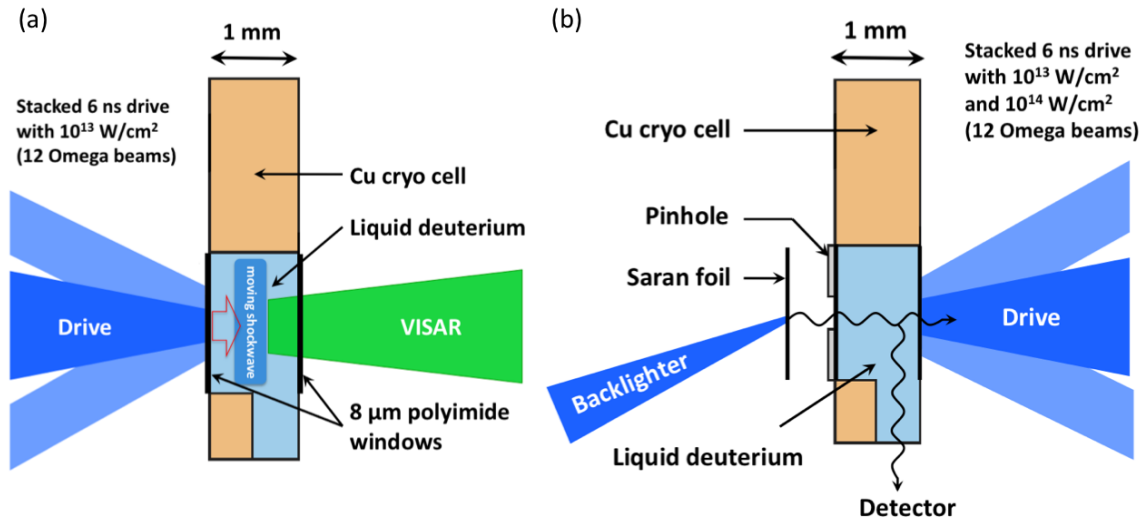 (a)
1 mm
Stacked 6 ns drive
with 10¹³ W/cm²
(12 Omega beams)
Cu cryo cell
Liquid deuterium
moving shockwave
Drive
VISAR
8 µm polyimide
windows
(b)
1 mm
Stacked 6 ns drive
with 10¹³ W/cm²
and 10¹⁴ W/cm²
(12 Omega beams)
Cu cryo cell
Pinhole
Saran foil
Drive
Backlighter
Liquid deuterium
Detector